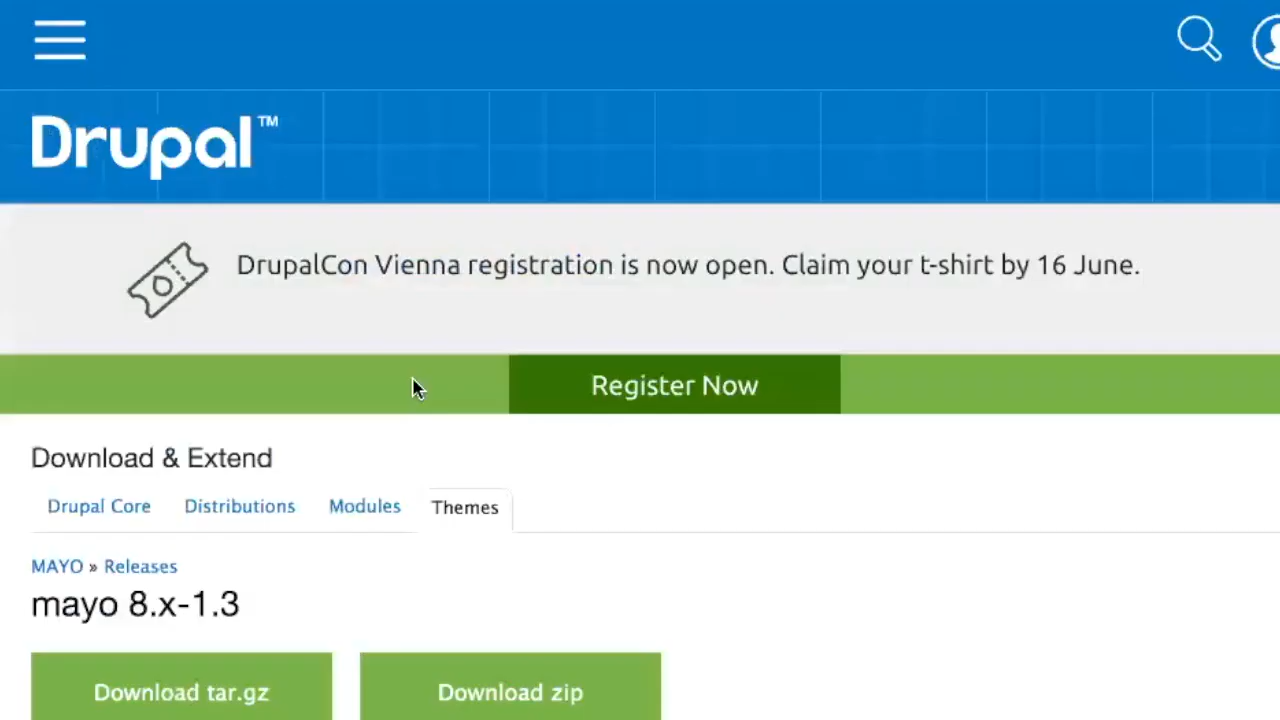 Drupal™
DrupalCon Vienna registration is now open. Claim your t-shirt by 16 June.
Register Now
Download & Extend
Drupal Core Distributions Modules Themes
MAYO » Releases
mayo 8.x-1.3
Download tar.gz Download zip